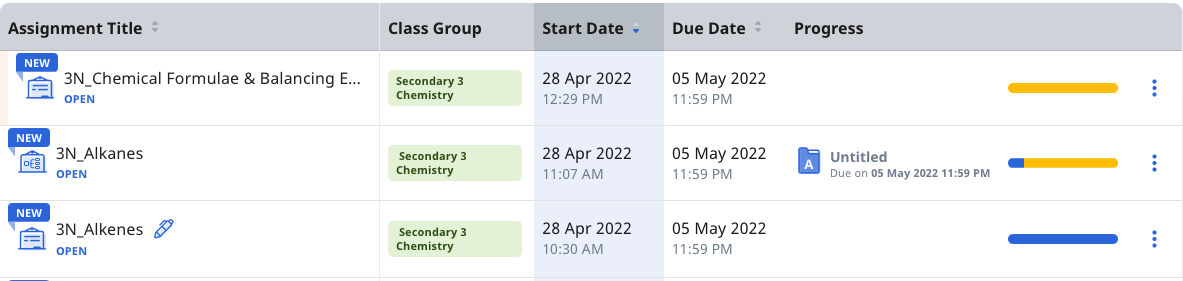 Assignment Title Class Group Start Date Due Date Progress
NEW
3N_Chemical Formulae & Balancing E...
OPEN
Secondary 3
Chemistry
28 Apr 2022
12:29 PM
05 May 2022
11:59 PM
NEW
3N_Alkanes
OPEN
Secondary 3
Chemistry
28 Apr 2022
11:07 AM
05 May 2022
11:59 PM
A
Untitled
Due on 05 May 2022 11:59 PM
NEW
3N_Alkenes
OPEN
Secondary 3
Chemistry
28 Apr 2022
10:30 AM
05 May 2022
11:59 PM